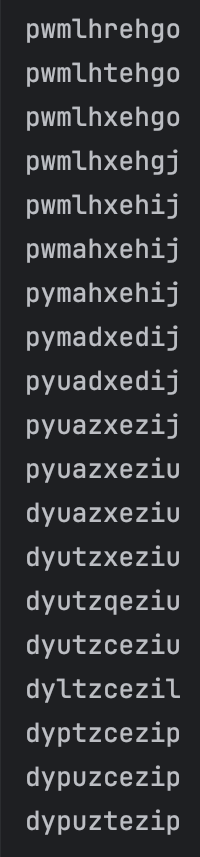 pwmlhrehgo
pwmlhtehgo
pwmlhxehgo
pwmlhxehgj
pwmlhxehij
pwmahxehij
pymahxehij
pymadxedij
pyuadxedij
pyuazxezij
pyuazxeziu
dyuazxeziu
dyutzxeziu
dyutzqeziu
dyutzceziu
dyltzcezil
dyptzcezip
dypuzcezip
dypuztezip